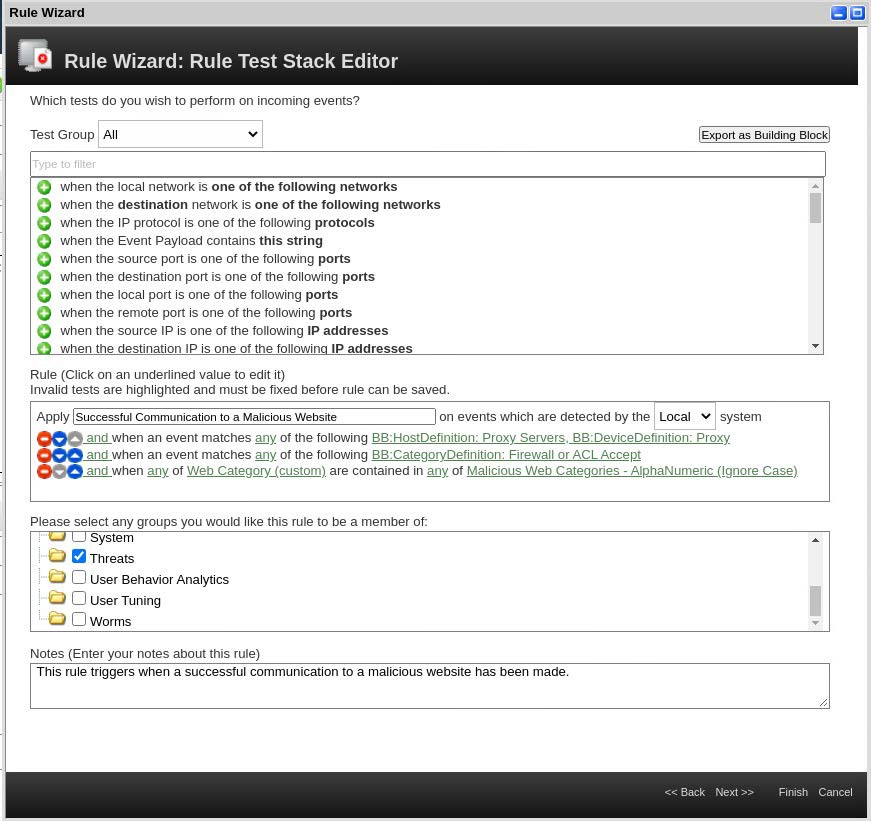 Rule Wizard
Rule Wizard: Rule Test Stack Editor
Which tests do you wish to perform on incoming events?
Test Group All Export as Building Block
Type to filter
when the local network is one of the following networks
when the destination network is one of the following networks
when the IP protocol is one of the following protocols
when the Event Payload contains this string
when the source port is one of the following ports
when the destination port is one of the following ports
when the local port is one of the following ports
when the remote port is one of the following ports
when the source IP is one of the following IP addresses
when the destination IP is one of the following IP addresses
Rule (Click on an underlined value to edit it)
Invalid tests are highlighted and must be fixed before rule can be saved.
Apply Successful Communication to a Malicious Website on events which are detected by the Local system
and when an event matches any of the following BB:HostDefinition: Proxy Servers, BB:DeviceDefinition: Proxy
and when an event matches any of the following BB:CategoryDefinition: Firewall or ACL Accept
and when any of Web Category (custom) are contained in any of Malicious Web Categories - AlphaNumeric (Ignore Case)
Please select any groups you would like this rule to be a member of:
System
Threats
User Behavior Analytics
User Tuning
Worms
Notes (Enter your notes about this rule)
This rule triggers when a successful communication to a malicious website has been made.
<< Back Next >> Finish Cancel